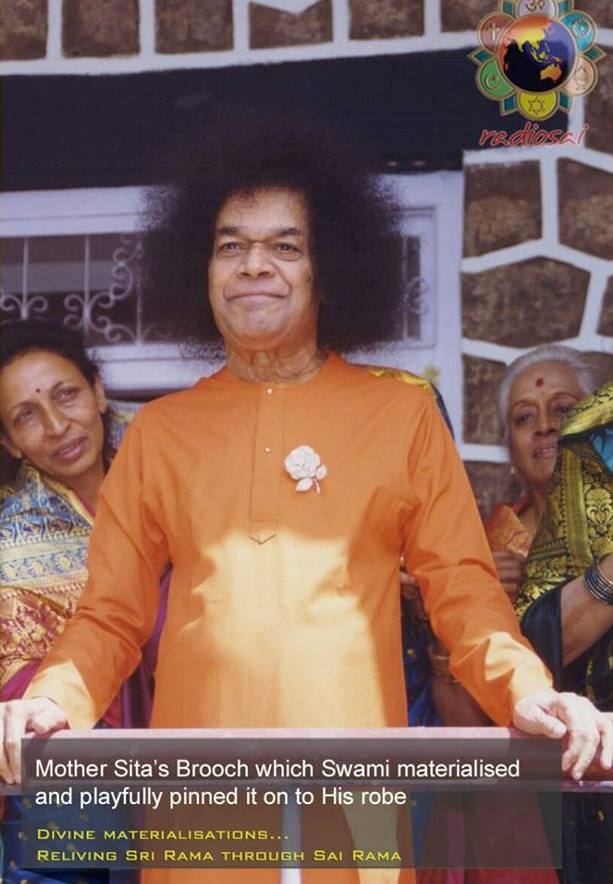 radiosai
Mother Sita's Brooch which Swami materialised
and playfully pinned it on to His robe
Divine materialisations...
Reliving Sri Rama through Sai Rama